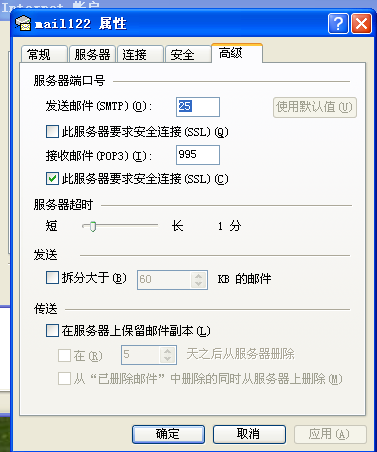 Internet 帐户
mail122 属性
常规 服务器 连接 安全 高级
服务器端口号
发送邮件(SMTP)(O): 25 使用默认值(U)
此服务器要求安全连接(SSL)(Q)
接收邮件(POP3)(I): 995
此服务器要求安全连接(SSL)(C)
服务器超时
短 长 1 分
发送
拆分大于(B) 60 KB 的邮件
传送
在服务器上保留邮件副本(L)
在(R) 5 天之后从服务器删除
从“已删除邮件”中删除的同时从服务器上删除(M)
确定 取消 应用(A)